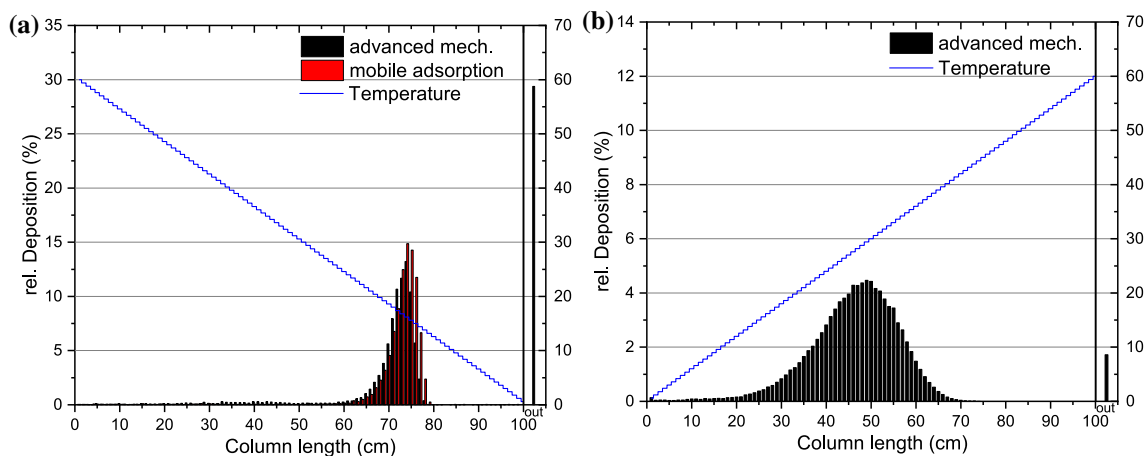 (a)
35
30
25
20
15
10
5
0
rel. Deposition (%)
advanced mech.
mobile adsorption
Temperature
70
60
50
40
30
20
10
0
0 10 20 30 40 50 60 70 80 90 100 out
Column length (cm)
(b)
14
12
10
8
6
4
2
0
rel. Deposition (%)
advanced mech.
Temperature
70
60
50
40
30
20
10
0
0 10 20 30 40 50 60 70 80 90 100 out
Column length (cm)